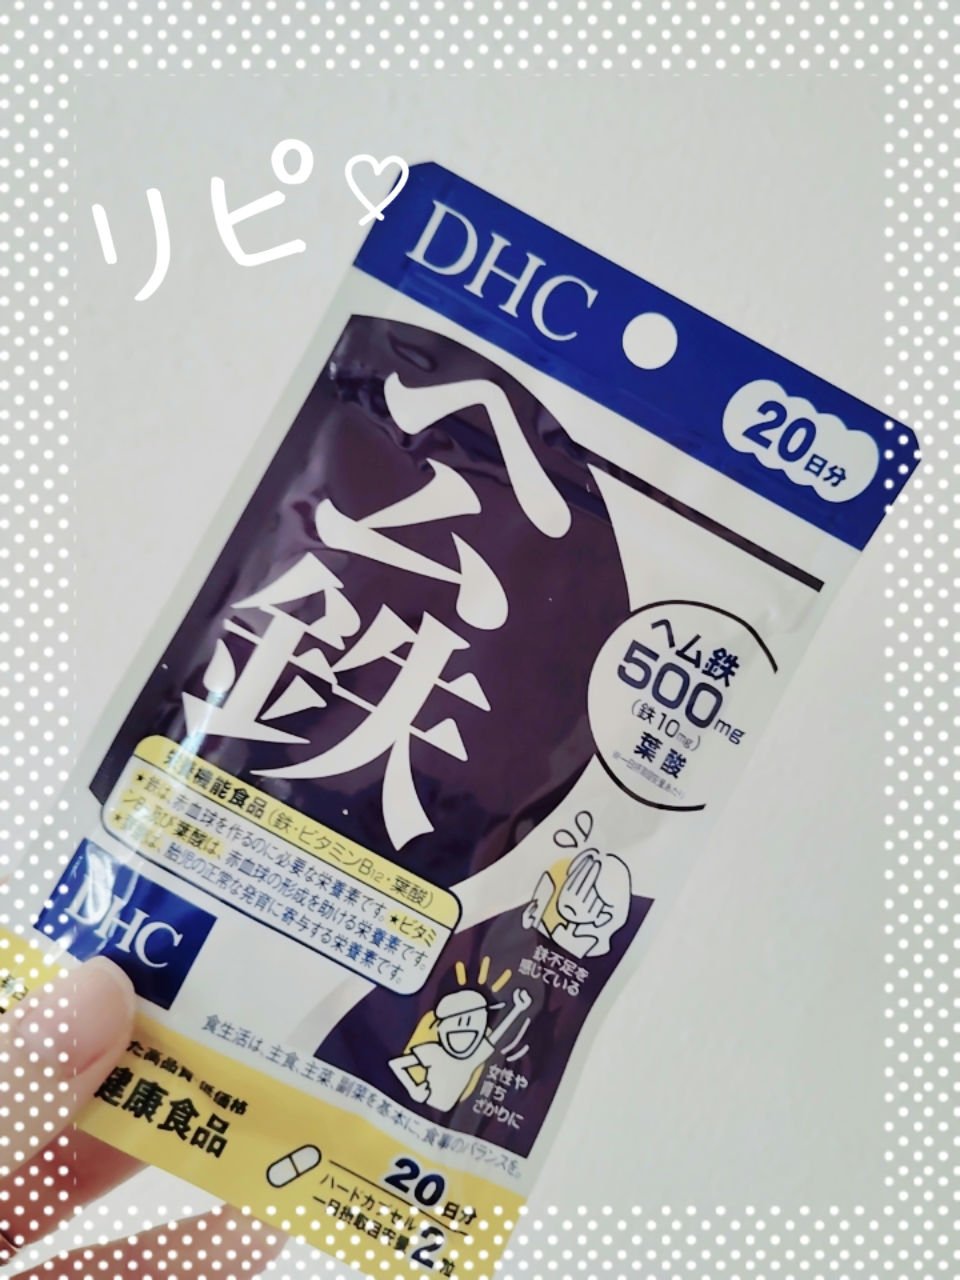 リピ♡
DHC
20日分
ヘム鉄
ヘム鉄
500mg
(鉄10mg)
葉酸
栄養機能食品(鉄・ビタミンB12・葉酸)
★鉄は、赤血球を作るのに必要な栄養素です。★ビタミ
ンB12及び葉酸は、赤血球の形成を助ける栄養素です。
★葉酸は、胎児の正常な発育に寄与する栄養素です。
DHC
鉄不足を
感じている
女性や
育ち
ざかりに
食生活は、主食、主菜、副菜を基本に、食事のバランスを。
た高品質 低価格
健康食品
20日分
ハードカプセル
一日摂取目安量2粒